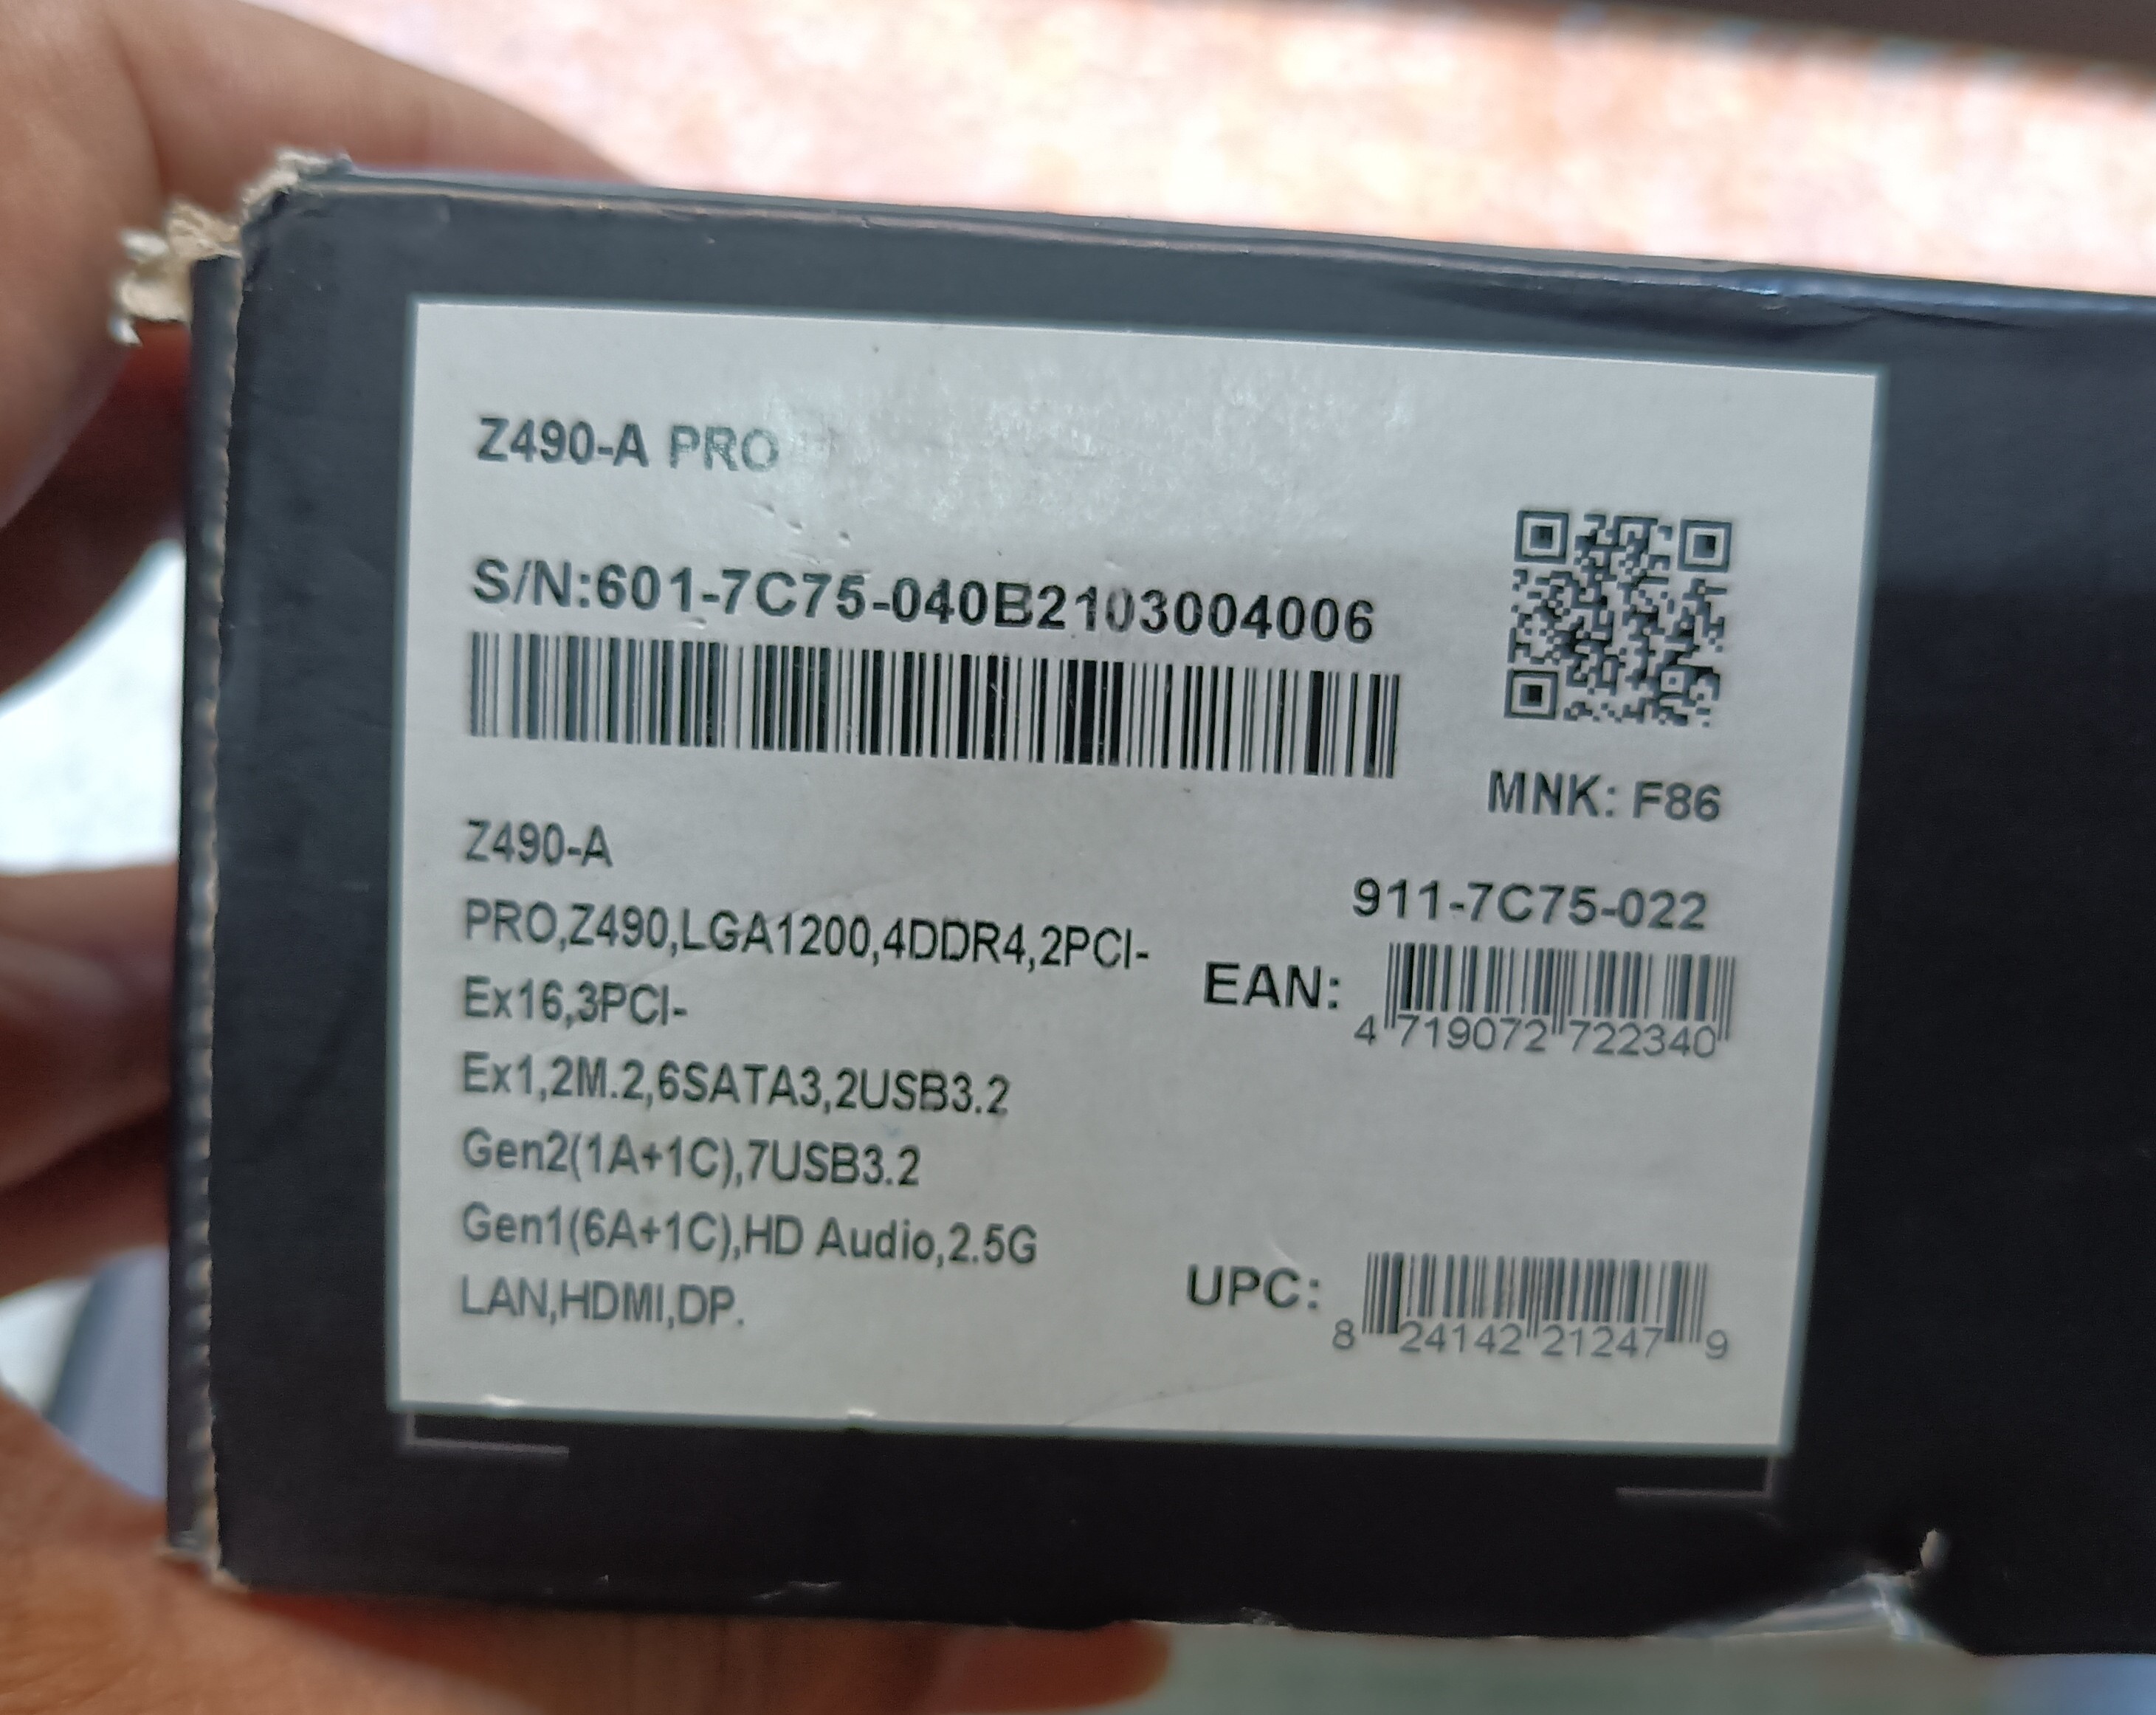 Z490-A PRO
S/N:601-7C75-040B2103004006
MNK: F86
Z490-A
PRO,Z490,LGA1200,4DDR4,2PCI-
Ex16,3PCI-
Ex1,2M.2,6SATA3,2USB3.2
Gen2(1A+1C),7USB3.2
Gen1(6A+1C),HD Audio,2.5G
LAN,HDMI,DP.
911-7C75-022
EAN:
4 719072 722340
UPC:
8 24142 21247 9